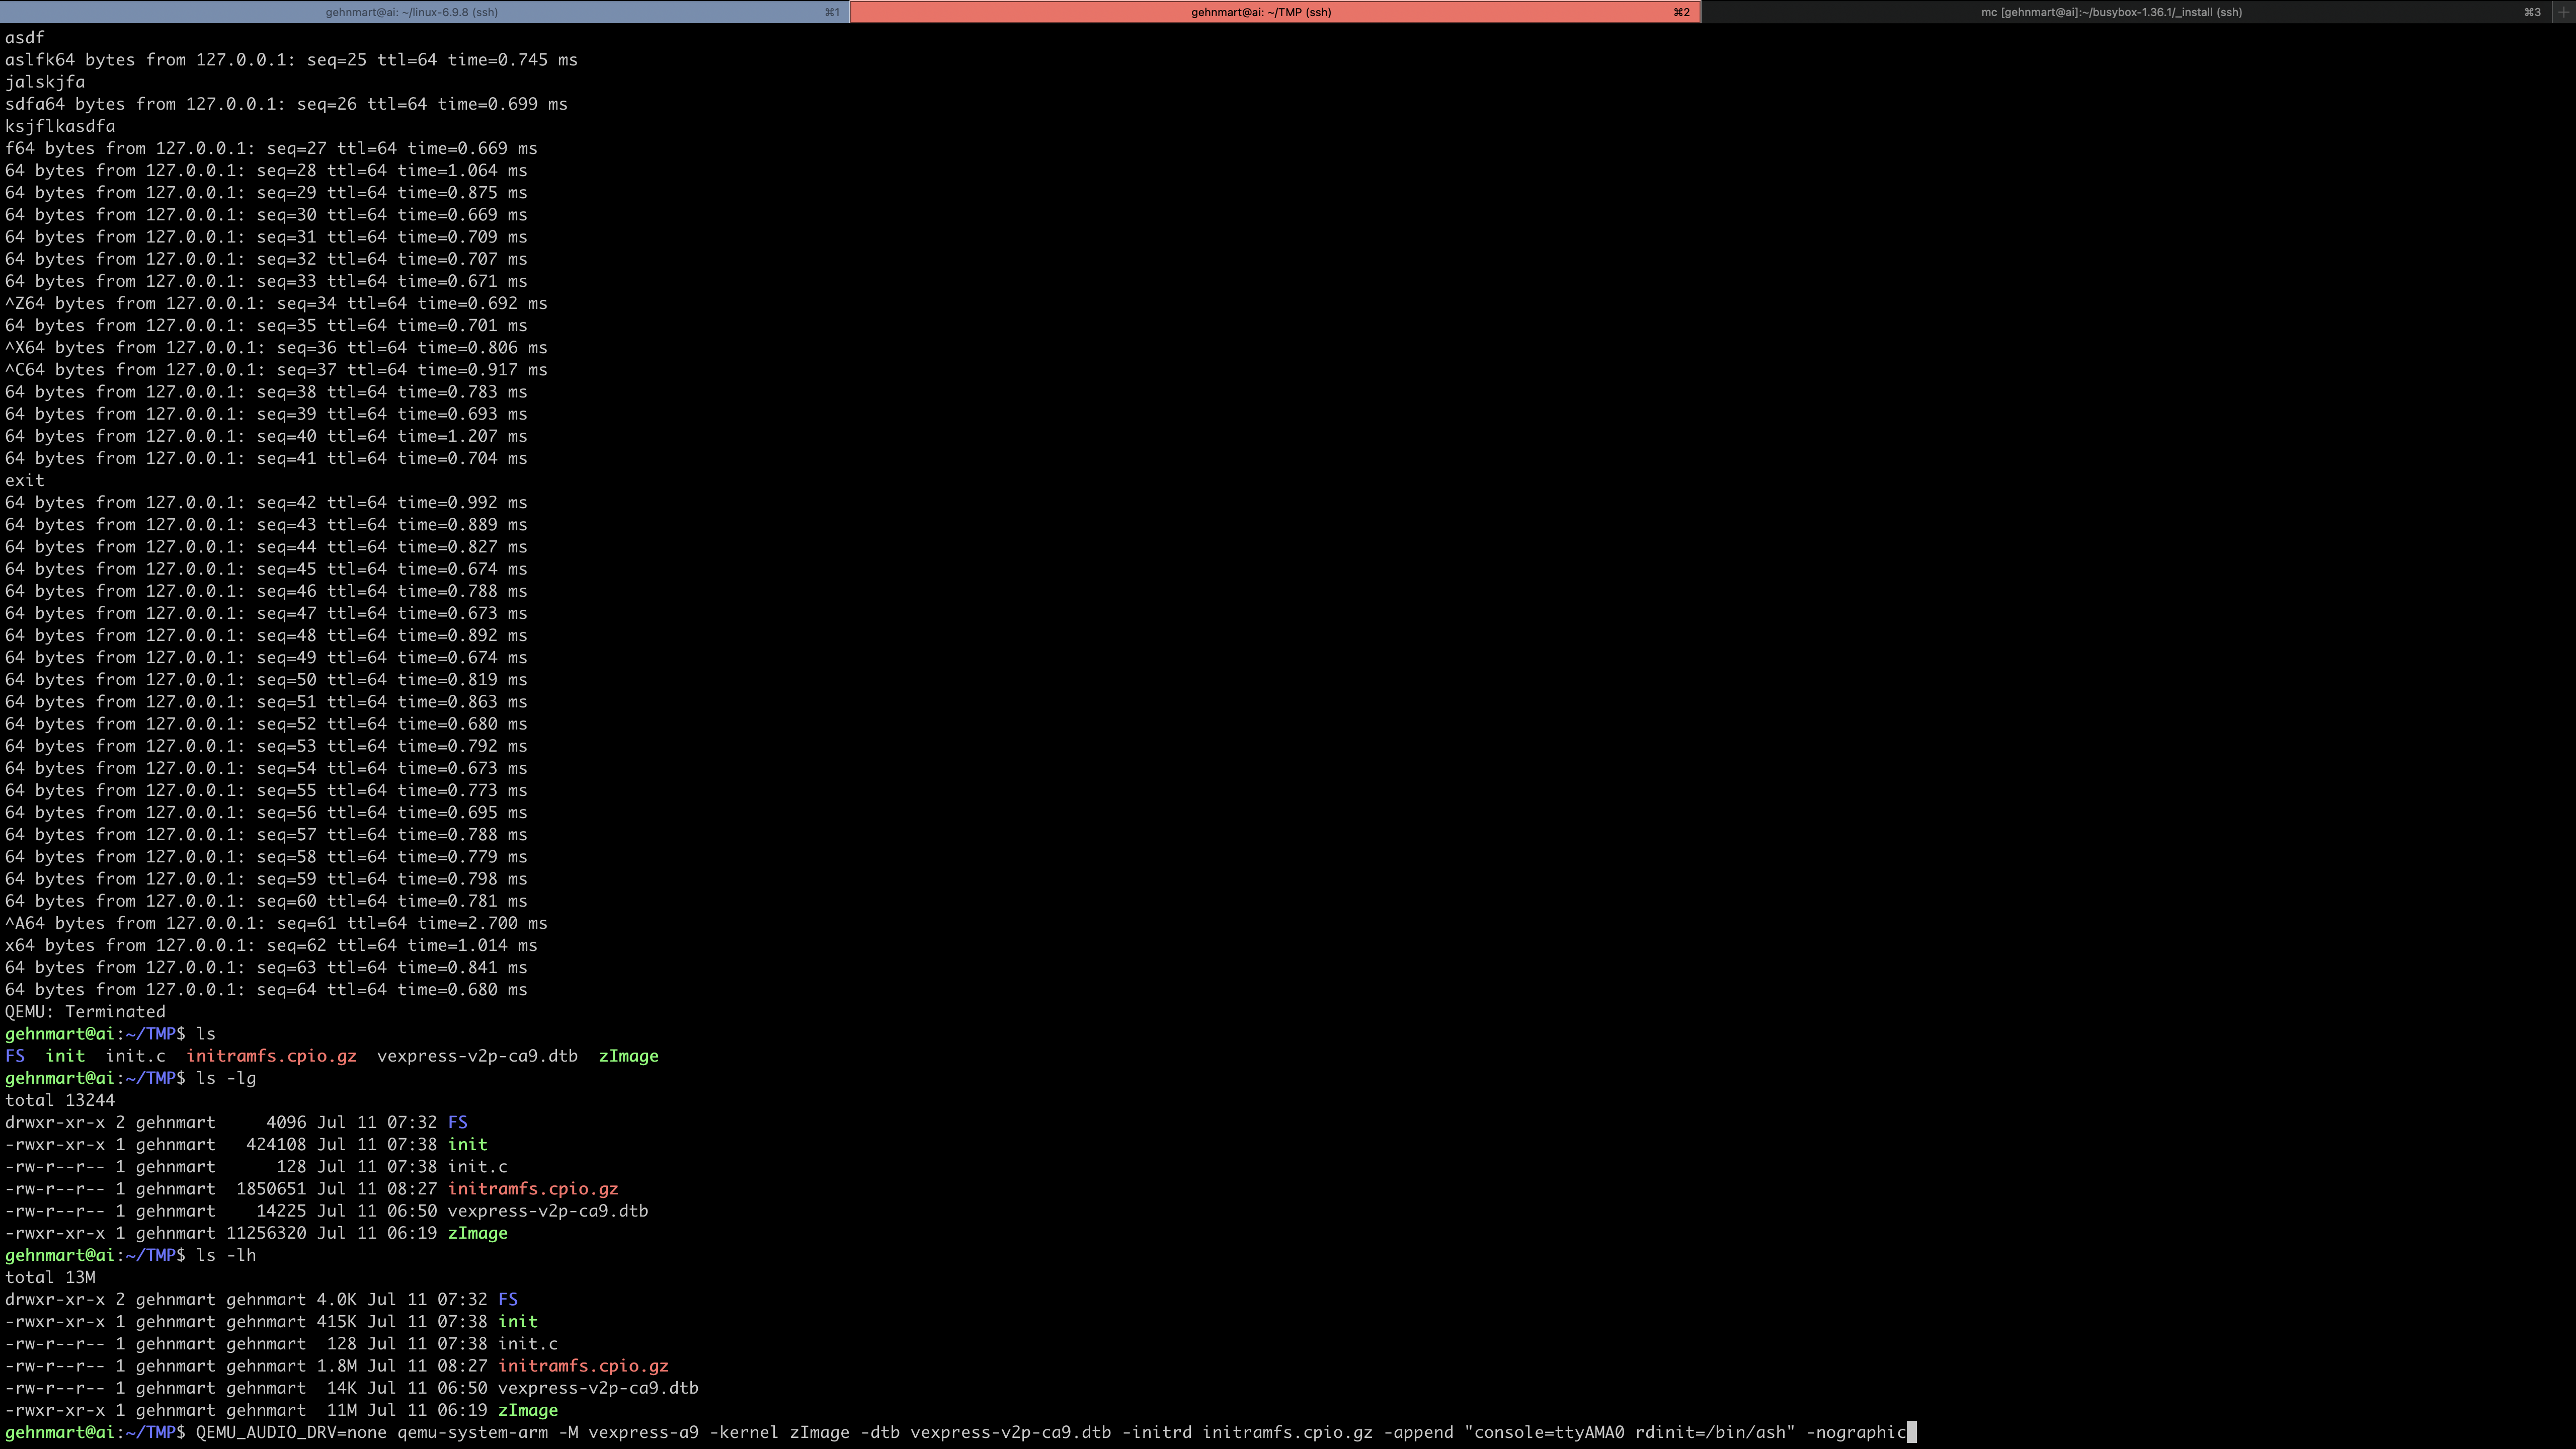 gehnmart@ai: ~/linux-6.9.8 (ssh) ⌘1 gehnmart@ai: ~/TMP (ssh) ⌘2 mc [gehnmart@ai]:~/busybox-1.36.1/_install (ssh) ⌘3 +
asdf
aslfk64 bytes from 127.0.0.1: seq=25 ttl=64 time=0.745 ms
jalskjfa
sdfa64 bytes from 127.0.0.1: seq=26 ttl=64 time=0.699 ms
ksjflkasdfa
f64 bytes from 127.0.0.1: seq=27 ttl=64 time=0.669 ms
64 bytes from 127.0.0.1: seq=28 ttl=64 time=1.064 ms
64 bytes from 127.0.0.1: seq=29 ttl=64 time=0.875 ms
64 bytes from 127.0.0.1: seq=30 ttl=64 time=0.669 ms
64 bytes from 127.0.0.1: seq=31 ttl=64 time=0.709 ms
64 bytes from 127.0.0.1: seq=32 ttl=64 time=0.707 ms
64 bytes from 127.0.0.1: seq=33 ttl=64 time=0.671 ms
^Z64 bytes from 127.0.0.1: seq=34 ttl=64 time=0.692 ms
64 bytes from 127.0.0.1: seq=35 ttl=64 time=0.701 ms
^X64 bytes from 127.0.0.1: seq=36 ttl=64 time=0.806 ms
^C64 bytes from 127.0.0.1: seq=37 ttl=64 time=0.917 ms
64 bytes from 127.0.0.1: seq=38 ttl=64 time=0.783 ms
64 bytes from 127.0.0.1: seq=39 ttl=64 time=0.693 ms
64 bytes from 127.0.0.1: seq=40 ttl=64 time=1.207 ms
64 bytes from 127.0.0.1: seq=41 ttl=64 time=0.704 ms
exit
64 bytes from 127.0.0.1: seq=42 ttl=64 time=0.992 ms
64 bytes from 127.0.0.1: seq=43 ttl=64 time=0.889 ms
64 bytes from 127.0.0.1: seq=44 ttl=64 time=0.827 ms
64 bytes from 127.0.0.1: seq=45 ttl=64 time=0.674 ms
64 bytes from 127.0.0.1: seq=46 ttl=64 time=0.788 ms
64 bytes from 127.0.0.1: seq=47 ttl=64 time=0.673 ms
64 bytes from 127.0.0.1: seq=48 ttl=64 time=0.892 ms
64 bytes from 127.0.0.1: seq=49 ttl=64 time=0.674 ms
64 bytes from 127.0.0.1: seq=50 ttl=64 time=0.819 ms
64 bytes from 127.0.0.1: seq=51 ttl=64 time=0.863 ms
64 bytes from 127.0.0.1: seq=52 ttl=64 time=0.680 ms
64 bytes from 127.0.0.1: seq=53 ttl=64 time=0.792 ms
64 bytes from 127.0.0.1: seq=54 ttl=64 time=0.673 ms
64 bytes from 127.0.0.1: seq=55 ttl=64 time=0.773 ms
64 bytes from 127.0.0.1: seq=56 ttl=64 time=0.695 ms
64 bytes from 127.0.0.1: seq=57 ttl=64 time=0.788 ms
64 bytes from 127.0.0.1: seq=58 ttl=64 time=0.779 ms
64 bytes from 127.0.0.1: seq=59 ttl=64 time=0.798 ms
64 bytes from 127.0.0.1: seq=60 ttl=64 time=0.781 ms
^A64 bytes from 127.0.0.1: seq=61 ttl=64 time=2.700 ms
x64 bytes from 127.0.0.1: seq=62 ttl=64 time=1.014 ms
64 bytes from 127.0.0.1: seq=63 ttl=64 time=0.841 ms
64 bytes from 127.0.0.1: seq=64 ttl=64 time=0.680 ms
QEMU: Terminated
gehnmart@ai:~/TMP$ ls
FS  init  init.c  initramfs.cpio.gz  vexpress-v2p-ca9.dtb  zImage
gehnmart@ai:~/TMP$ ls -lg
total 13244
drwxr-xr-x 2 gehnmart     4096 Jul 11 07:32 FS
-rwxr-xr-x 1 gehnmart   424108 Jul 11 07:38 init
-rw-r--r-- 1 gehnmart      128 Jul 11 07:38 init.c
-rw-r--r-- 1 gehnmart  1850651 Jul 11 08:27 initramfs.cpio.gz
-rw-r--r-- 1 gehnmart    14225 Jul 11 06:50 vexpress-v2p-ca9.dtb
-rwxr-xr-x 1 gehnmart 11256320 Jul 11 06:19 zImage
gehnmart@ai:~/TMP$ ls -lh
total 13M
drwxr-xr-x 2 gehnmart gehnmart 4.0K Jul 11 07:32 FS
-rwxr-xr-x 1 gehnmart gehnmart 415K Jul 11 07:38 init
-rw-r--r-- 1 gehnmart gehnmart  128 Jul 11 07:38 init.c
-rw-r--r-- 1 gehnmart gehnmart 1.8M Jul 11 08:27 initramfs.cpio.gz
-rw-r--r-- 1 gehnmart gehnmart  14K Jul 11 06:50 vexpress-v2p-ca9.dtb
-rwxr-xr-x 1 gehnmart gehnmart  11M Jul 11 06:19 zImage
gehnmart@ai:~/TMP$ QEMU_AUDIO_DRV=none qemu-system-arm -M vexpress-a9 -kernel zImage -dtb vexpress-v2p-ca9.dtb -initrd initramfs.cpio.gz -append "console=ttyAMA0 rdinit=/bin/ash" -nographic